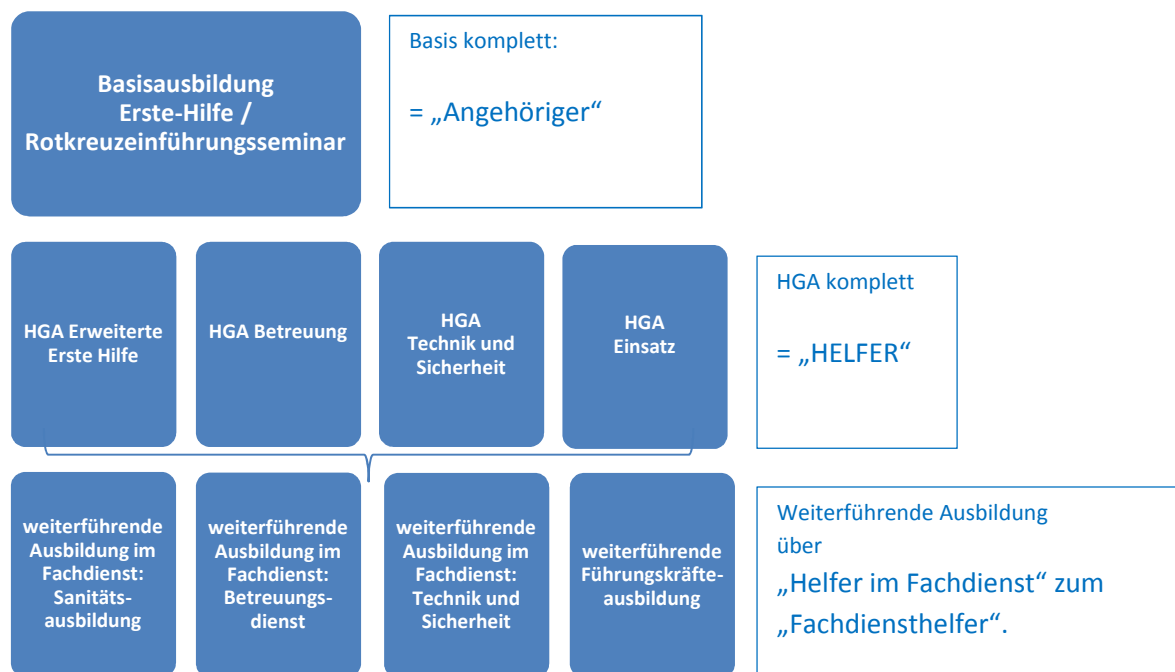 Basisausbildung
Erste-Hilfe /
Rotkreuzeinführungsseminar
Basis komplett:
= „Angehöriger“
HGA Erweiterte
Erste Hilfe
HGA Betreuung
HGA
Technik und
Sicherheit
HGA
Einsatz
HGA komplett
= „HELFER“
weiterführende
Ausbildung im
Fachdienst:
Sanitäts-
ausbildung
weiterführende
Ausbildung im
Fachdienst:
Betreuungs-
dienst
weiterführende
Ausbildung im
Fachdienst:
Technik und
Sicherheit
weiterführende
Führungskräfte-
ausbildung
Weiterführende Ausbildung
über
„Helfer im Fachdienst“ zum
„Fachdiensthelfer“.